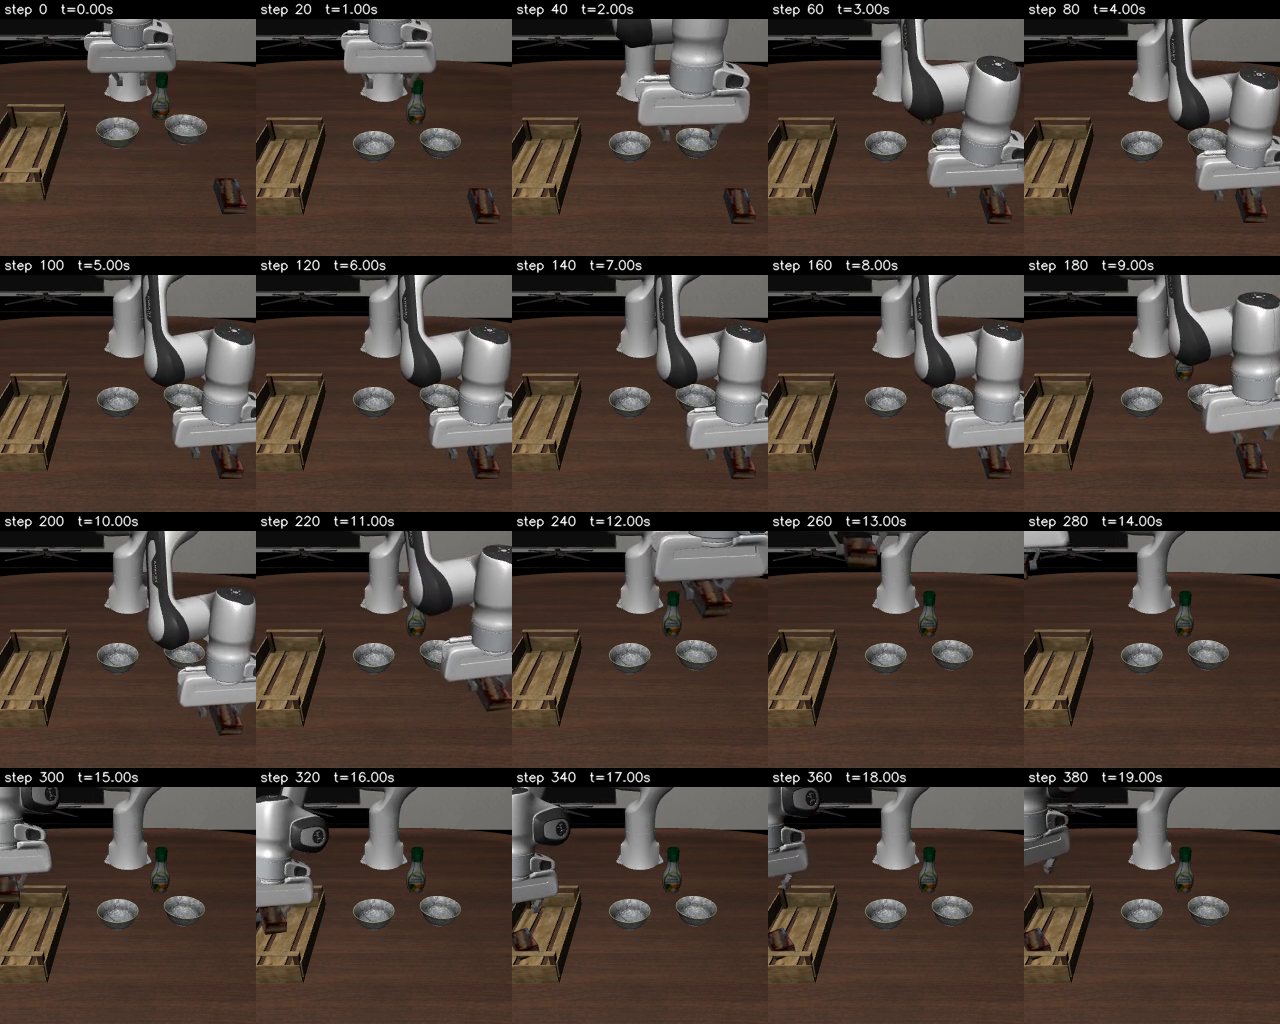 step 0 t=0.00s
step 20 t=1.00s
step 40 t=2.00s
step 60 t=3.00s
step 80 t=4.00s
step 100 t=5.00s
step 120 t=6.00s
step 140 t=7.00s
step 160 t=8.00s
step 180 t=9.00s
step 200 t=10.00s
step 220 t=11.00s
step 240 t=12.00s
step 260 t=13.00s
step 280 t=14.00s
step 300 t=15.00s
step 320 t=16.00s
step 340 t=17.00s
step 360 t=18.00s
step 380 t=19.00s